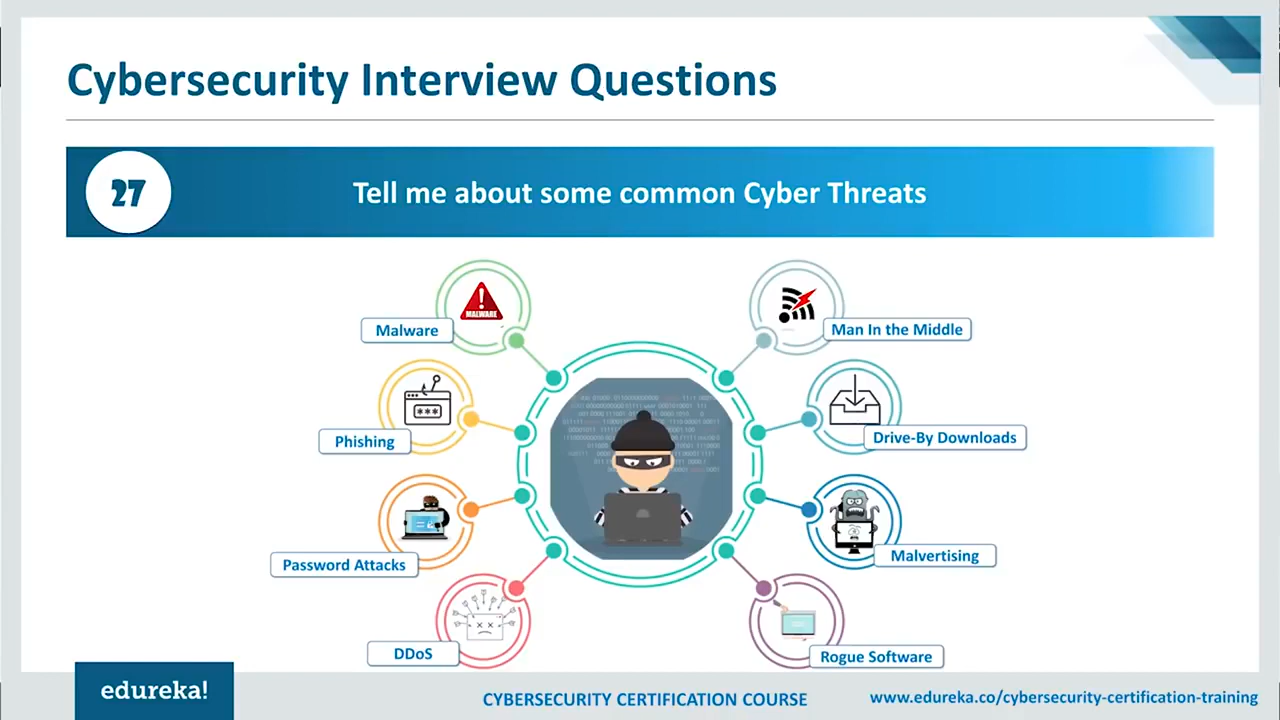 Cybersecurity Interview Questions
27
Tell me about some common Cyber Threats
MALWARE
Malware
Man In the Middle
***
Phishing
Drive-By Downloads
Password Attacks
Malvertising
DDoS
Rogue Software
edureka!
CYBERSECURITY CERTIFICATION COURSE
www.edureka.co/cybersecurity-certification-training